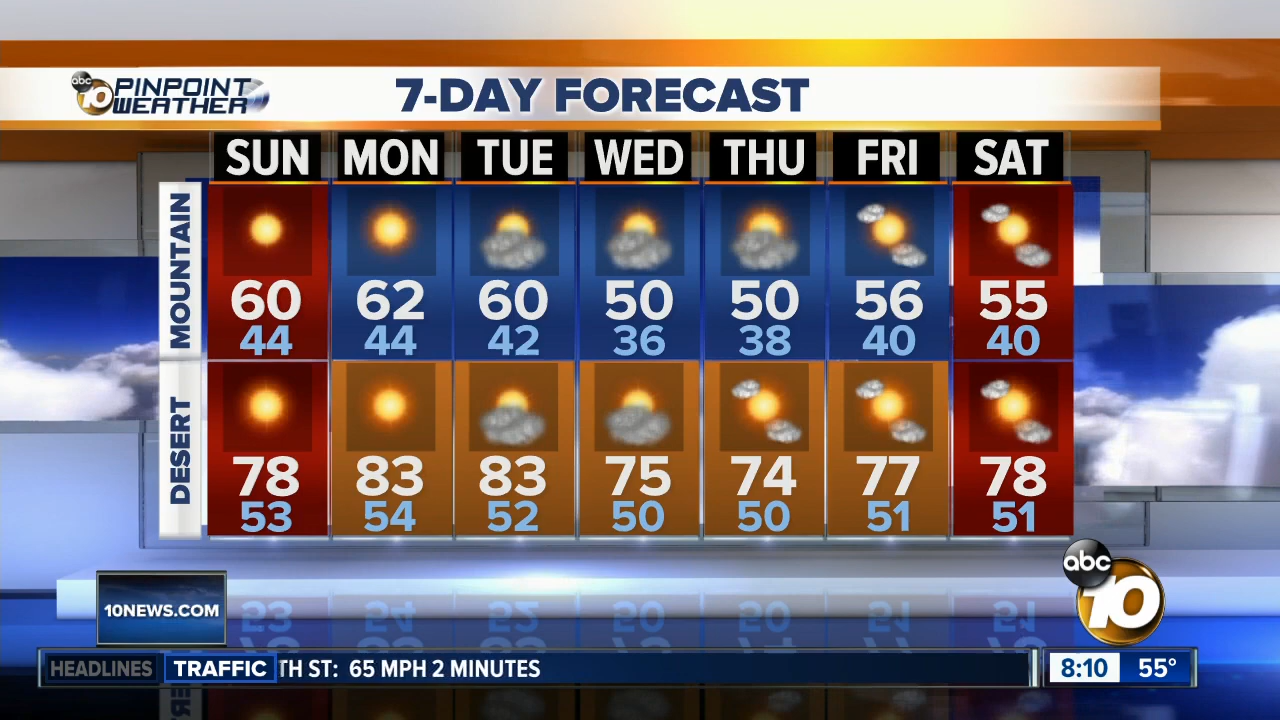 abc 10 PINPOINT WEATHER
7-DAY FORECAST
SUN MON TUE WED THU FRI SAT
MOUNTAIN
60 62 60 50 50 56 55
44 44 42 36 38 40 40
DESERT
78 83 83 75 74 77 78
53 54 52 50 50 51 51
10NEWS.COM
abc 10
HEADLINES TRAFFIC TH ST: 65 MPH 2 MINUTES 8:10 55°